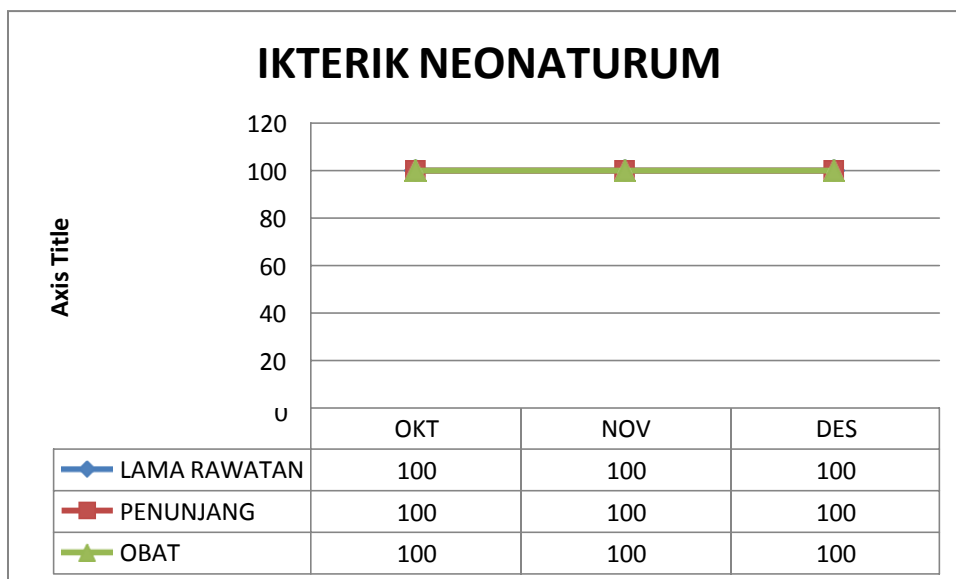 IKTERIK NEONATURUM
120
100
80
60
40
20
0
Axis Title
OKT NOV DES
LAMA RAWATAN 100 100 100
PENUNJANG 100 100 100
OBAT 100 100 100